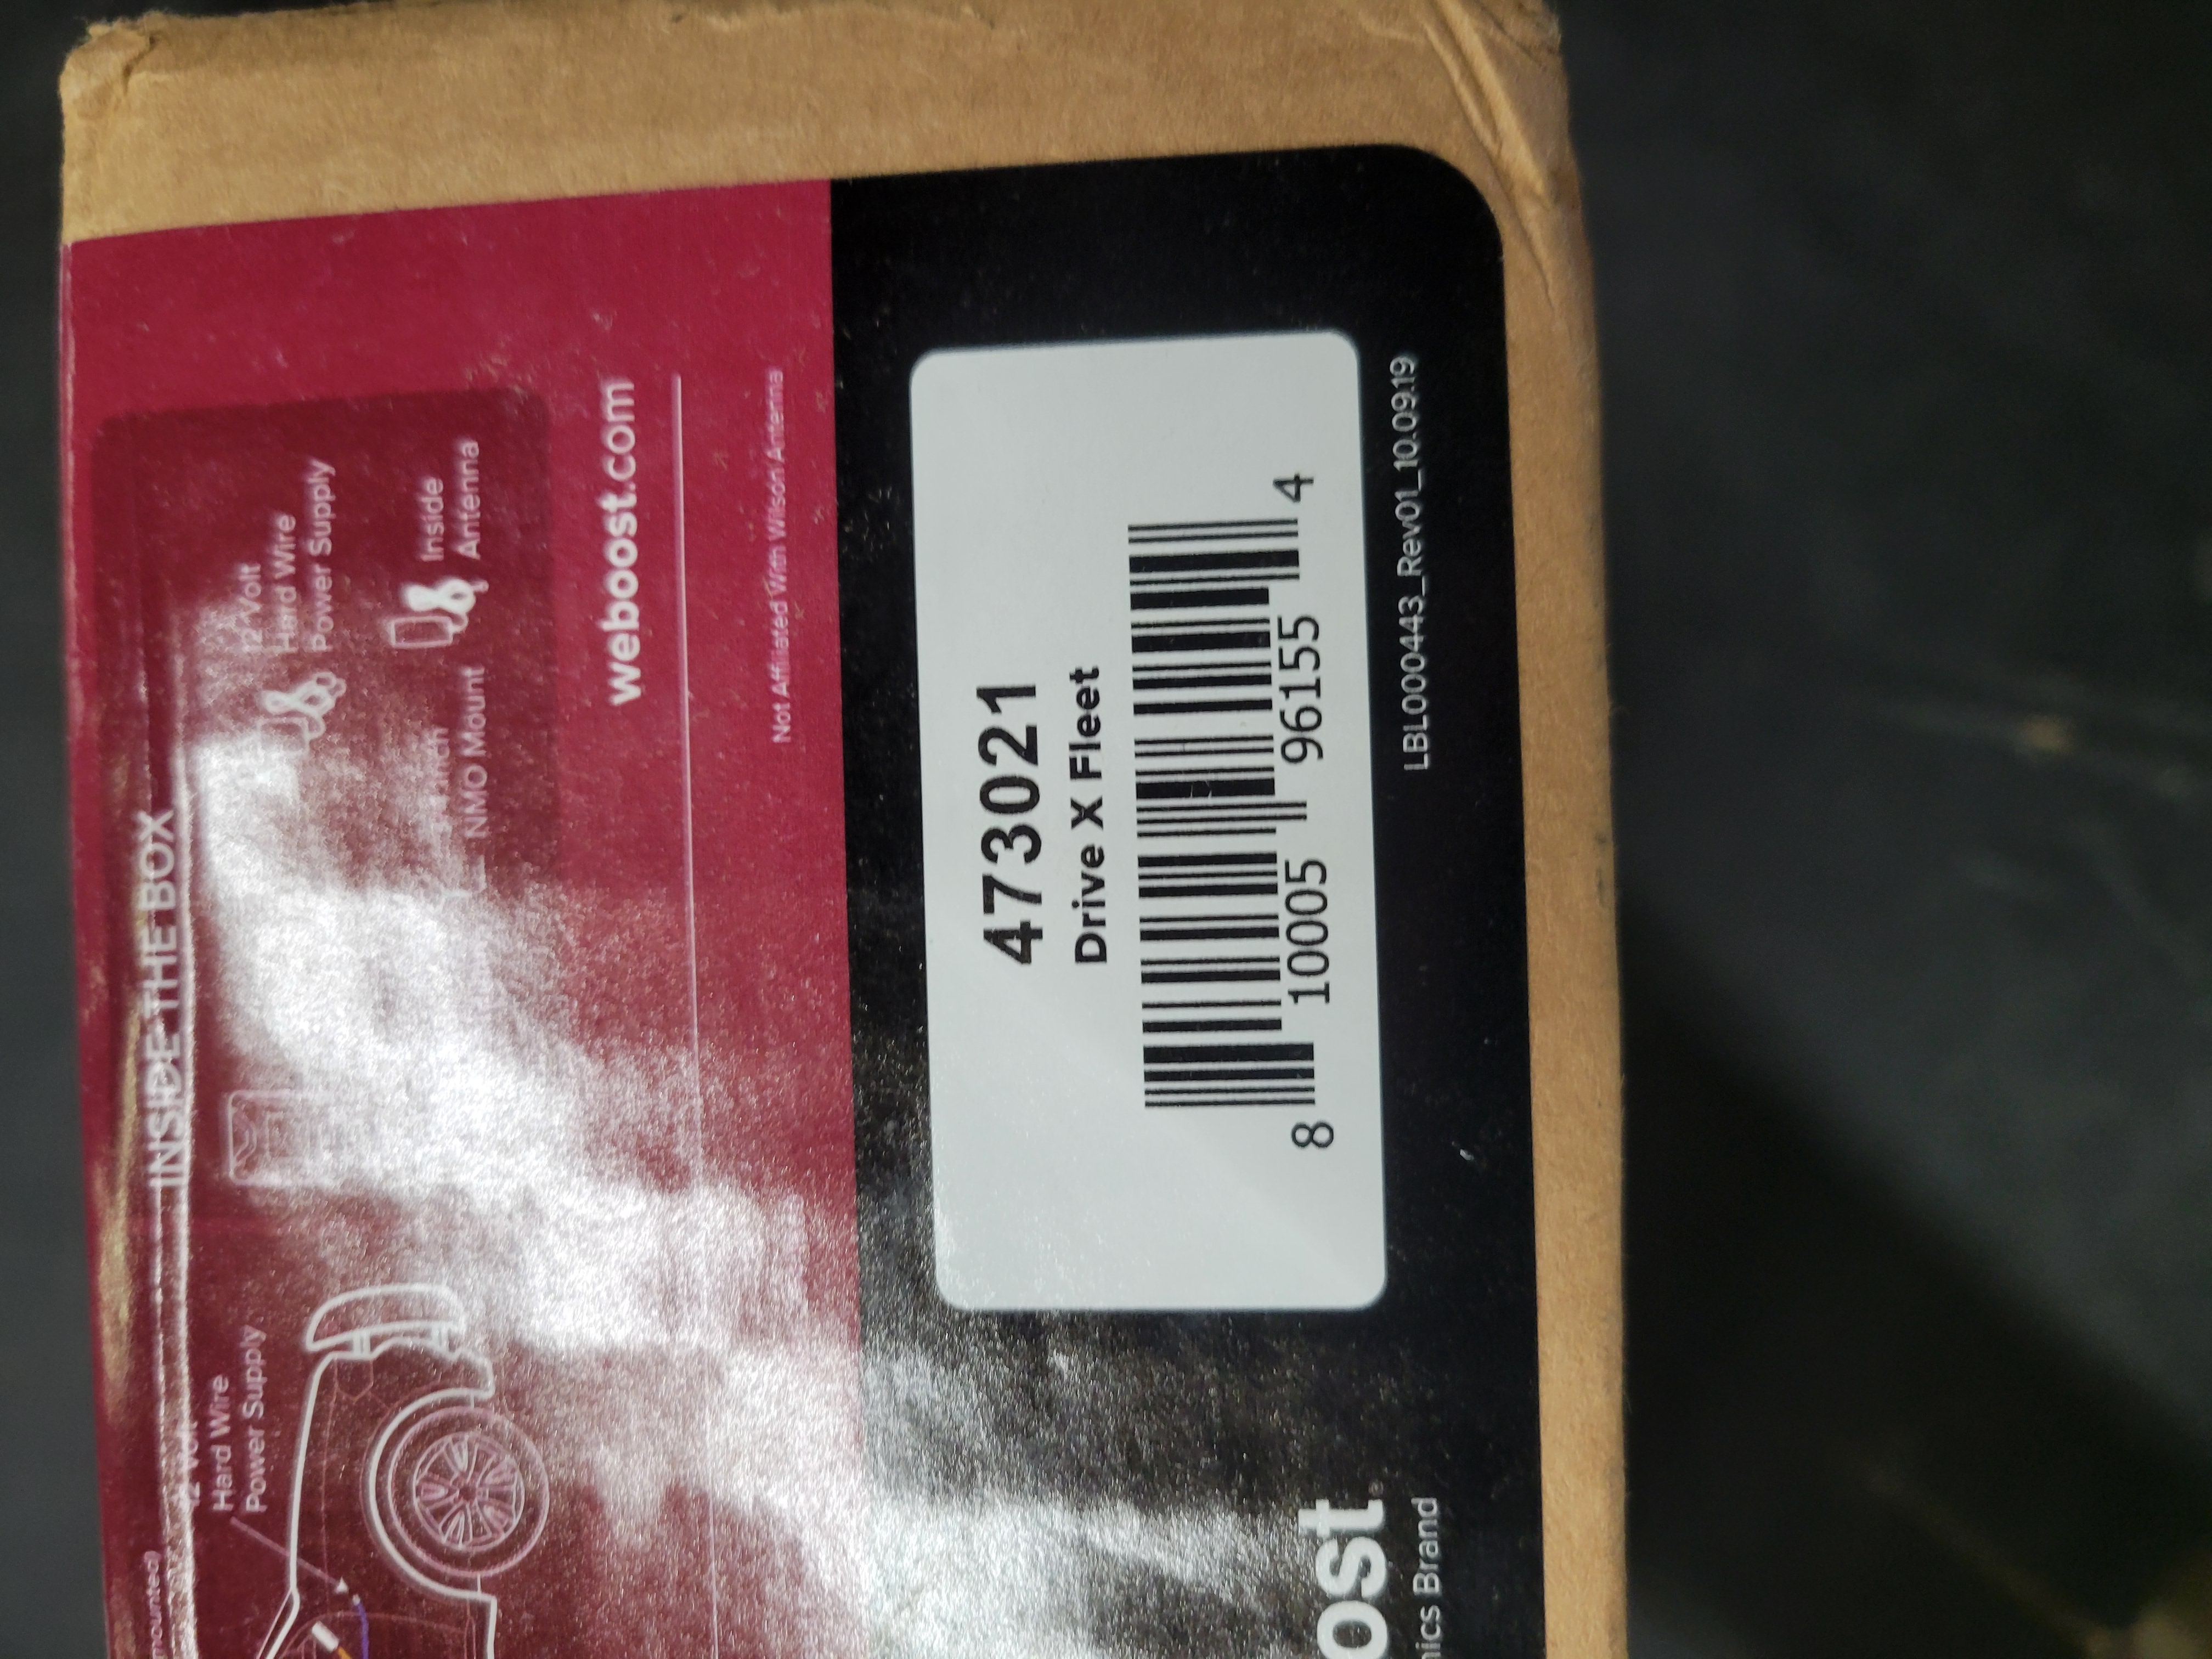 INSIDE THE BOX
12 Volt
Hard Wire
Power Supply
Inside
Antenna
NMO Mount
Hard Wire
Power Supply
weboost.com
Not Affiliated With Wilson Antenna
473021
Drive X Fleet
8 10005 96155 4
LBL000443_Rev01_10.09.19
ost
Brand